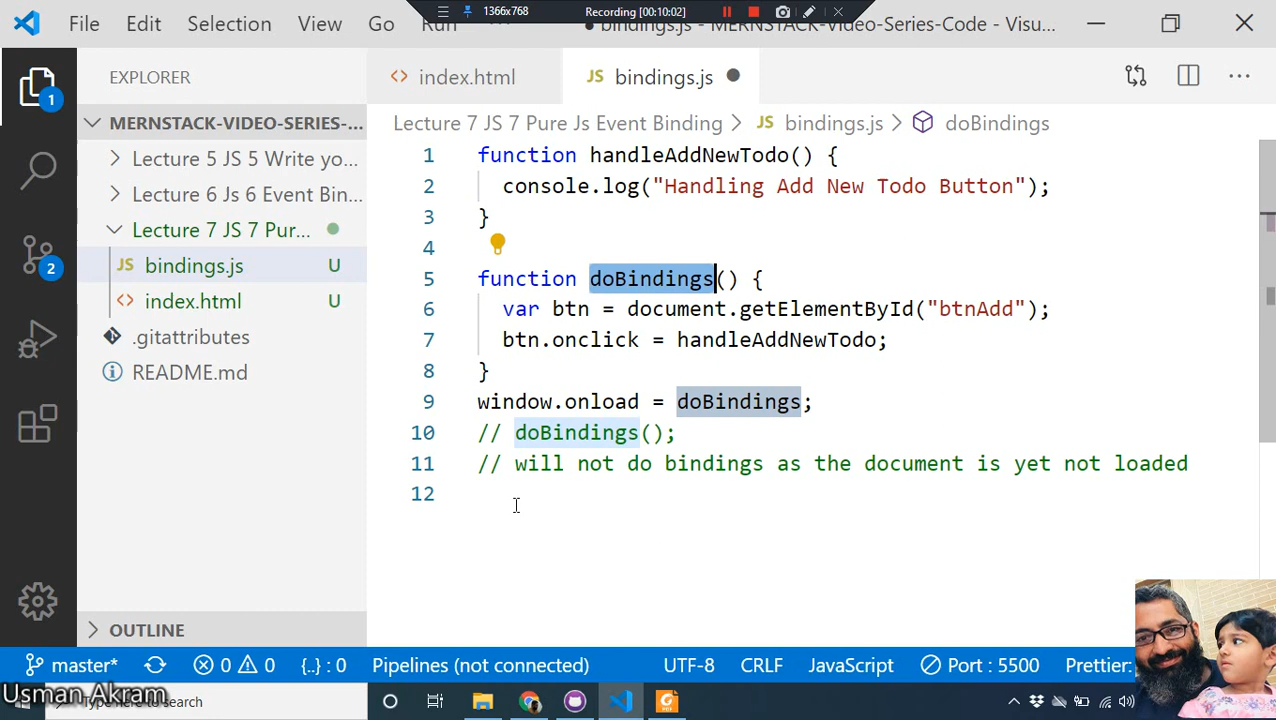 File Edit Selection View Go Run
1366x768 Recording [00:10:02]
bindings.js - MERNSTACK-Video-Series-Code - Visu...
EXPLORER
index.html
JS bindings.js
MERNSTACK-VIDEO-SERIES-...
Lecture 5 JS 5 Write yo...
Lecture 6 Js 6 Event Bin...
Lecture 7 JS 7 Pur...
JS bindings.js U
index.html U
.gitattributes
README.md
OUTLINE
1
2
Lecture 7 JS 7 Pure Js Event Binding > JS bindings.js > doBindings
1 function handleAddNewTodo() {
2 console.log("Handling Add New Todo Button");
3 }
4
5 function doBindings() {
6 var btn = document.getElementById("btnAdd");
7 btn.onclick = handleAddNewTodo;
8 }
9 window.onload = doBindings;
10 // doBindings();
11 // will not do bindings as the document is yet not loaded
12
master* 0 0 {..} : 0 Pipelines (not connected) UTF-8 CRLF JavaScript Port : 5500 Prettier:
Usman Akram
Type here to search